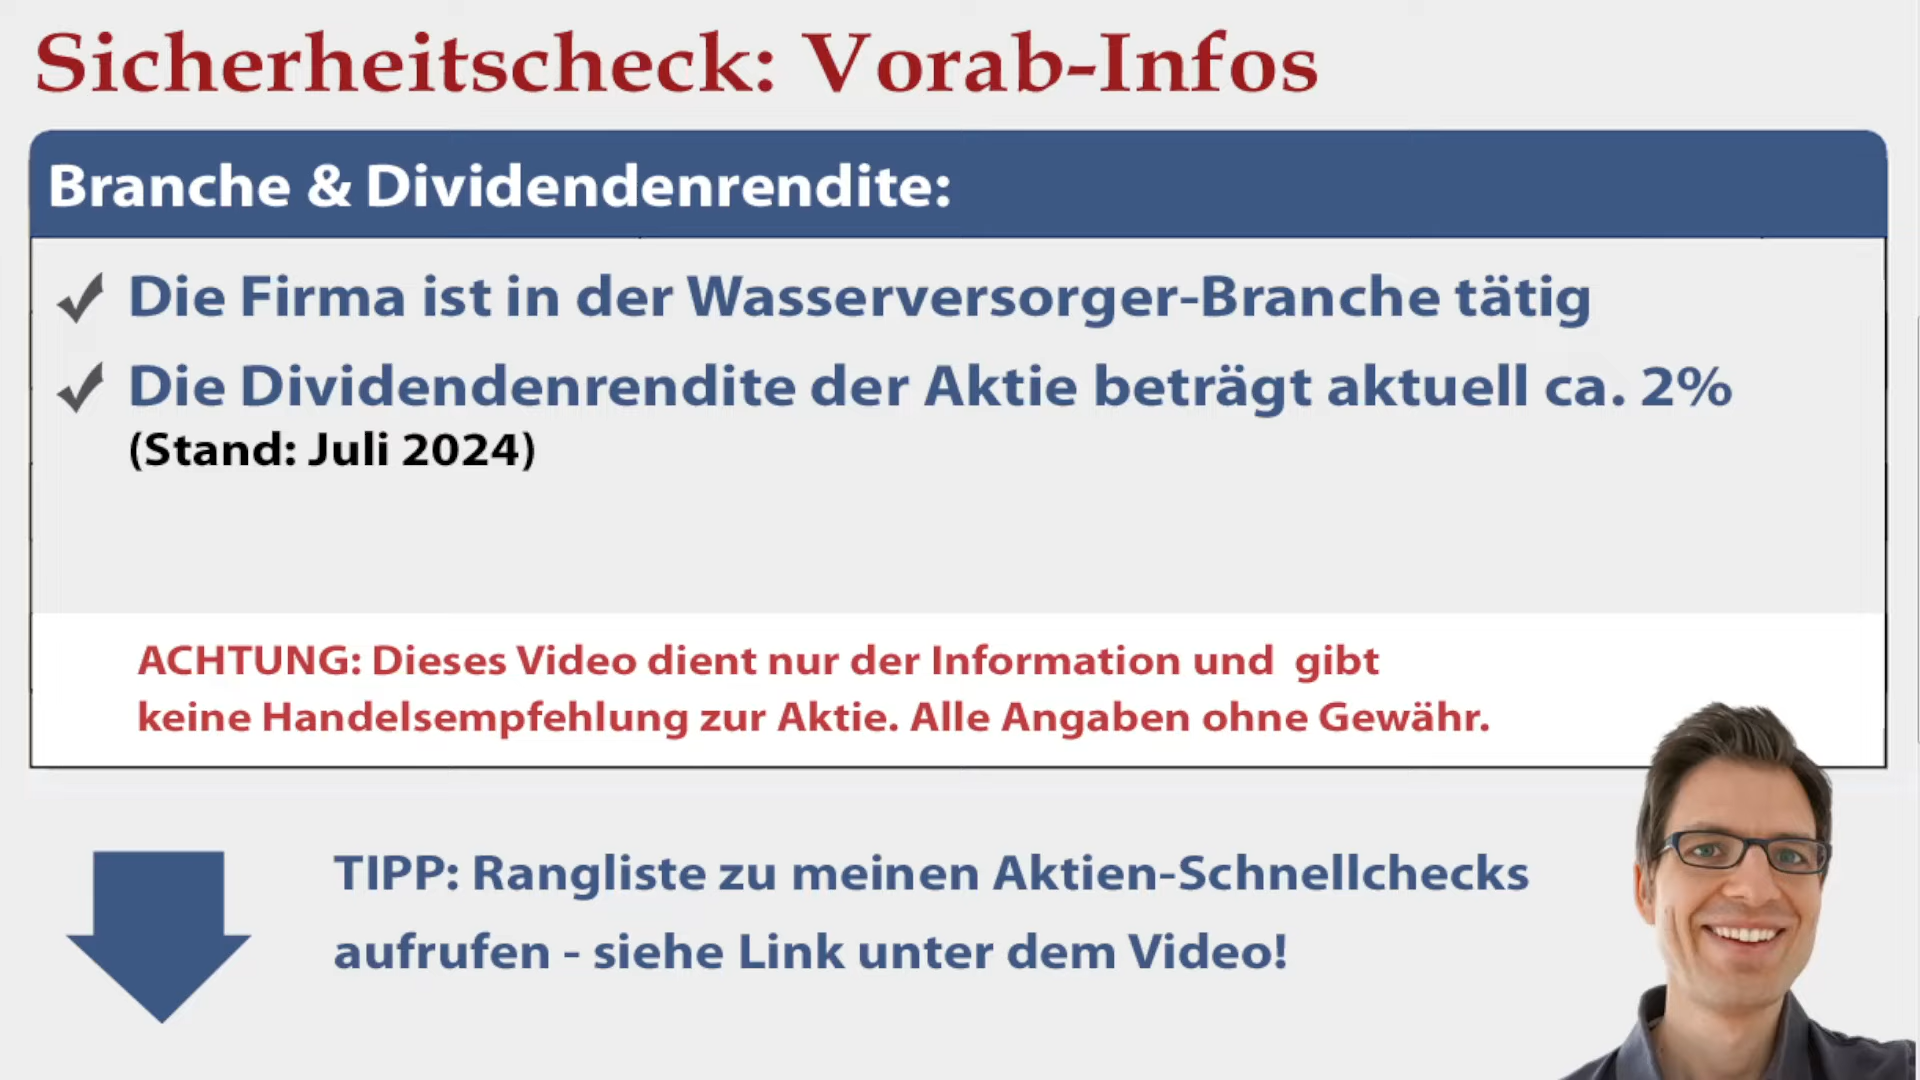 Sicherheitscheck: Vorab-Infos
Branche & Dividendenrendite:
Die Firma ist in der Wasserversorger-Branche tätig
Die Dividendenrendite der Aktie beträgt aktuell ca. 2%
(Stand: Juli 2024)
ACHTUNG: Dieses Video dient nur der Information und gibt
keine Handelsempfehlung zur Aktie. Alle Angaben ohne Gewähr.
TIPP: Rangliste zu meinen Aktien-Schnellchecks
aufrufen - siehe Link unter dem Video!